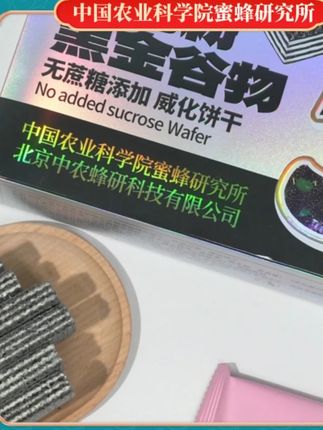 中国农业科学院蜜蜂研究所
黑金谷物
无蔗糖添加 威化饼干
No added sucrose Wafer
中国农业科学院蜜蜂研究所
北京中农蜂研科技有限公司